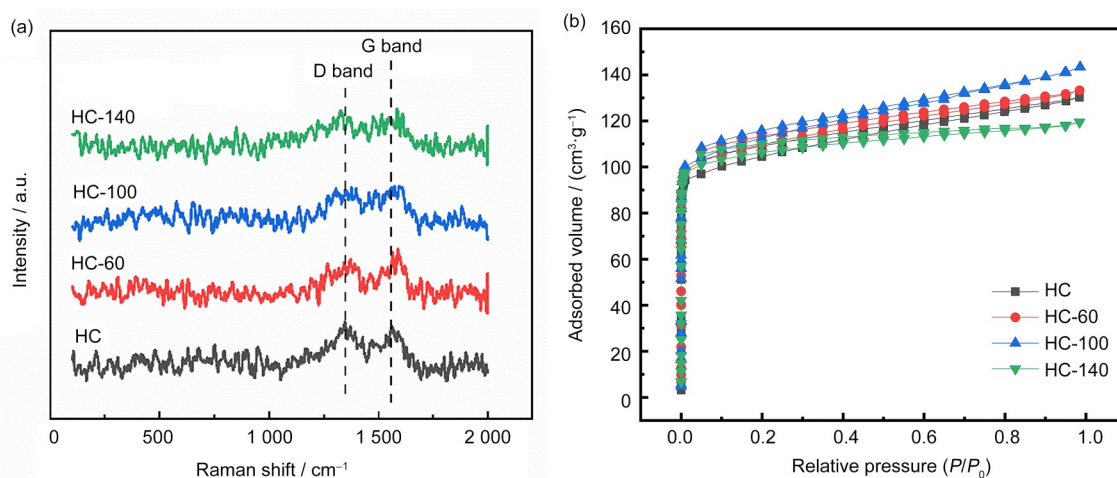 (a)
G band
D band
HC-140
HC-100
HC-60
HC
Intensity / a.u.
0 500 1 000 1 500 2 000
Raman shift / cm⁻¹
(b)
160
140
120
100
80
60
40
20
0
Adsorbed volume / (cm³·g⁻¹)
HC
HC-60
HC-100
HC-140
0.0 0.2 0.4 0.6 0.8 1.0
Relative pressure (P/P₀)